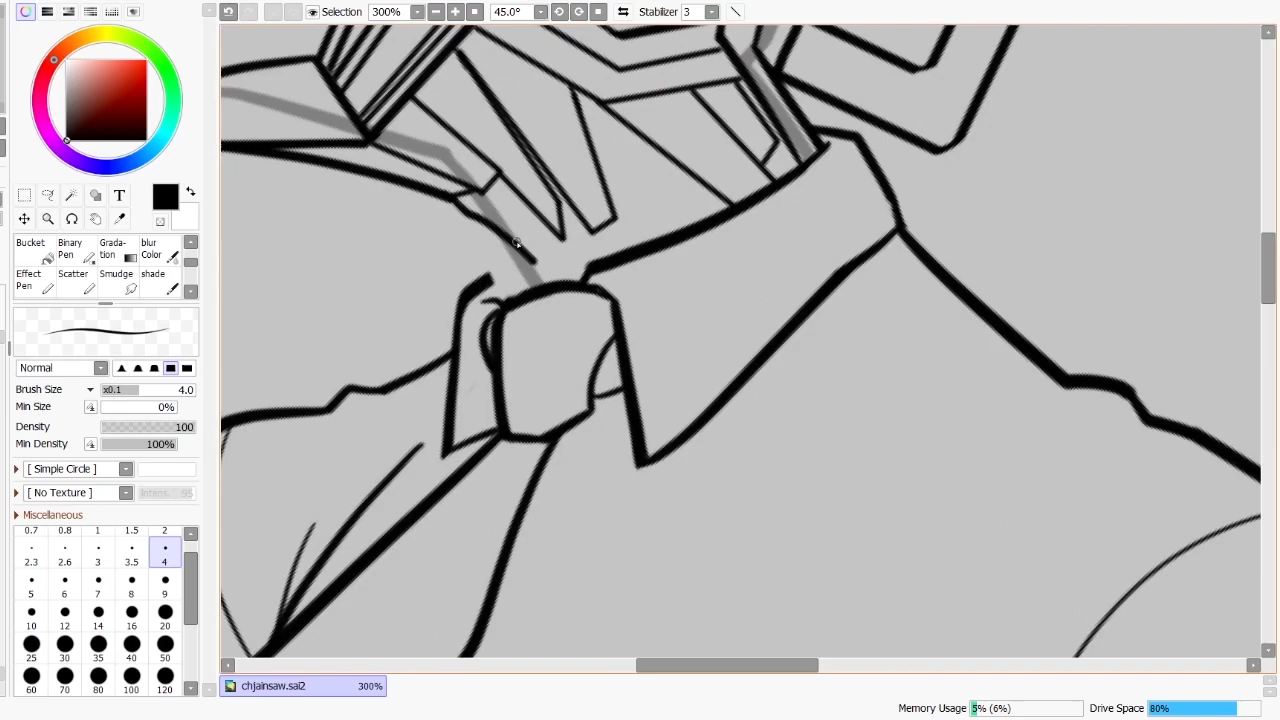 Selection 300% 45.0° Stabilizer 3
T
Bucket Binary Pen Grada-tion blur Color
Effect Pen Scatter Smudge shade
Normal
Brush Size x0.1 4.0
Min Size 0%
Density 100
Min Density 100%
[ Simple Circle ]
[ No Texture ] Intens. 95
Miscellaneous
0.7 0.8 1 1.5 2
2.3 2.6 3 3.5 4
5 6 7 8 9
10 12 14 16 20
25 30 35 40 50
60 70 80 100 120
chjainsaw.sai2 300%
Memory Usage 5% (6%) Drive Space 80%